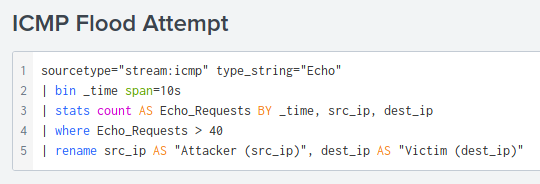 ICMP Flood Attempt
1 sourcetype="stream:icmp" type_string="Echo"
2 | bin _time span=10s
3 | stats count AS Echo_Requests BY _time, src_ip, dest_ip
4 | where Echo_Requests > 40
5 | rename src_ip AS "Attacker (src_ip)", dest_ip AS "Victim (dest_ip)"